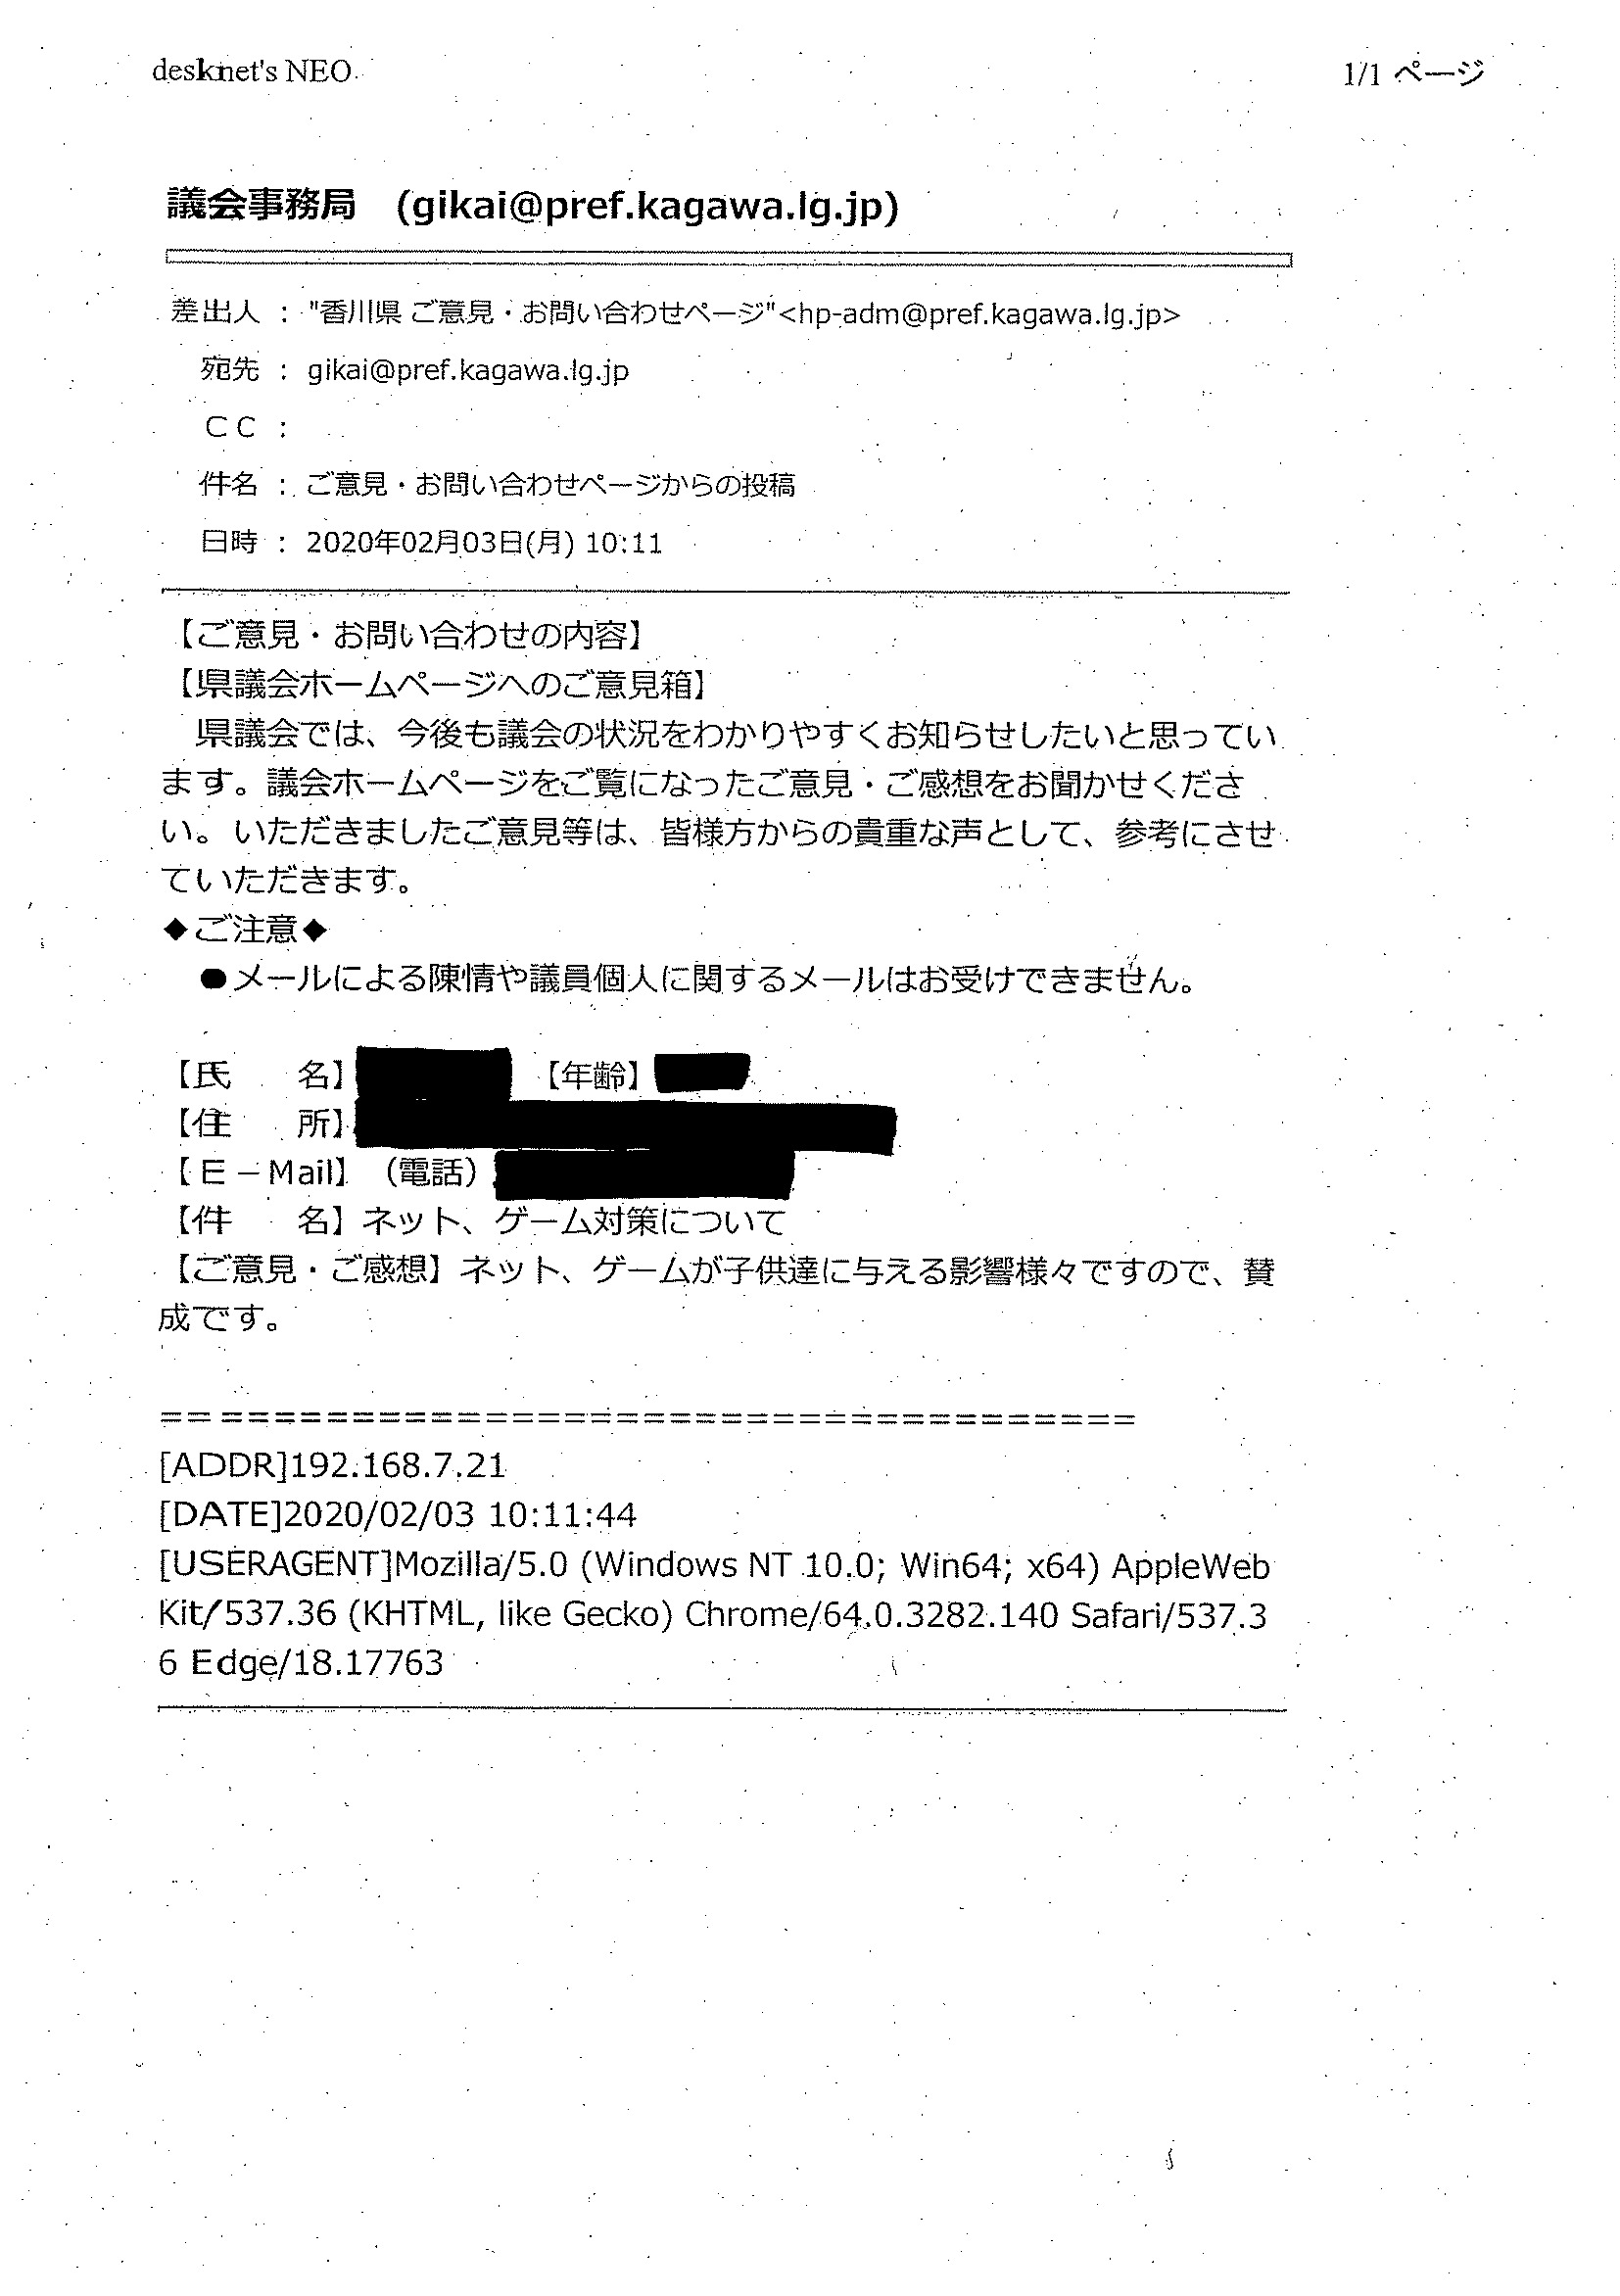 desknet's NEO
1/1 ページ
議会事務局 (gikai@pref.kagawa.lg.jp)
差出人 : "香川県 ご意見・お問い合わせページ"<hp-adm@pref.kagawa.lg.jp>
宛先 : gikai@pref.kagawa.lg.jp
ＣＣ :
件名 : ご意見・お問い合わせページからの投稿
日時 : 2020年02月03日(月) 10:11
【ご意見・お問い合わせの内容】
【県議会ホームページへのご意見箱】
　県議会では、今後も議会の状況をわかりやすくお知らせしたいと思ってい
ます。議会ホームページをご覧になったご意見・ご感想をお聞かせくださ
い。いただきましたご意見等は、皆様方からの貴重な声として、参考にさせ
ていただきます。
◆ご注意◆
　●メールによる陳情や議員個人に関するメールはお受けできません。
【氏　　名】　【年齢】
【住　　所】
【Ｅ－Mail】（電話）
【件　　名】ネット、ゲーム対策について
【ご意見・ご感想】ネット、ゲームが子供達に与える影響様々ですので、賛
成です。
======================================
[ADDR]192.168.7.21
[DATE]2020/02/03 10:11:44
[USERAGENT]Mozilla/5.0 (Windows NT 10.0; Win64; x64) AppleWeb
Kit/537.36 (KHTML, like Gecko) Chrome/64.0.3282.140 Safari/537.3
6 Edge/18.17763